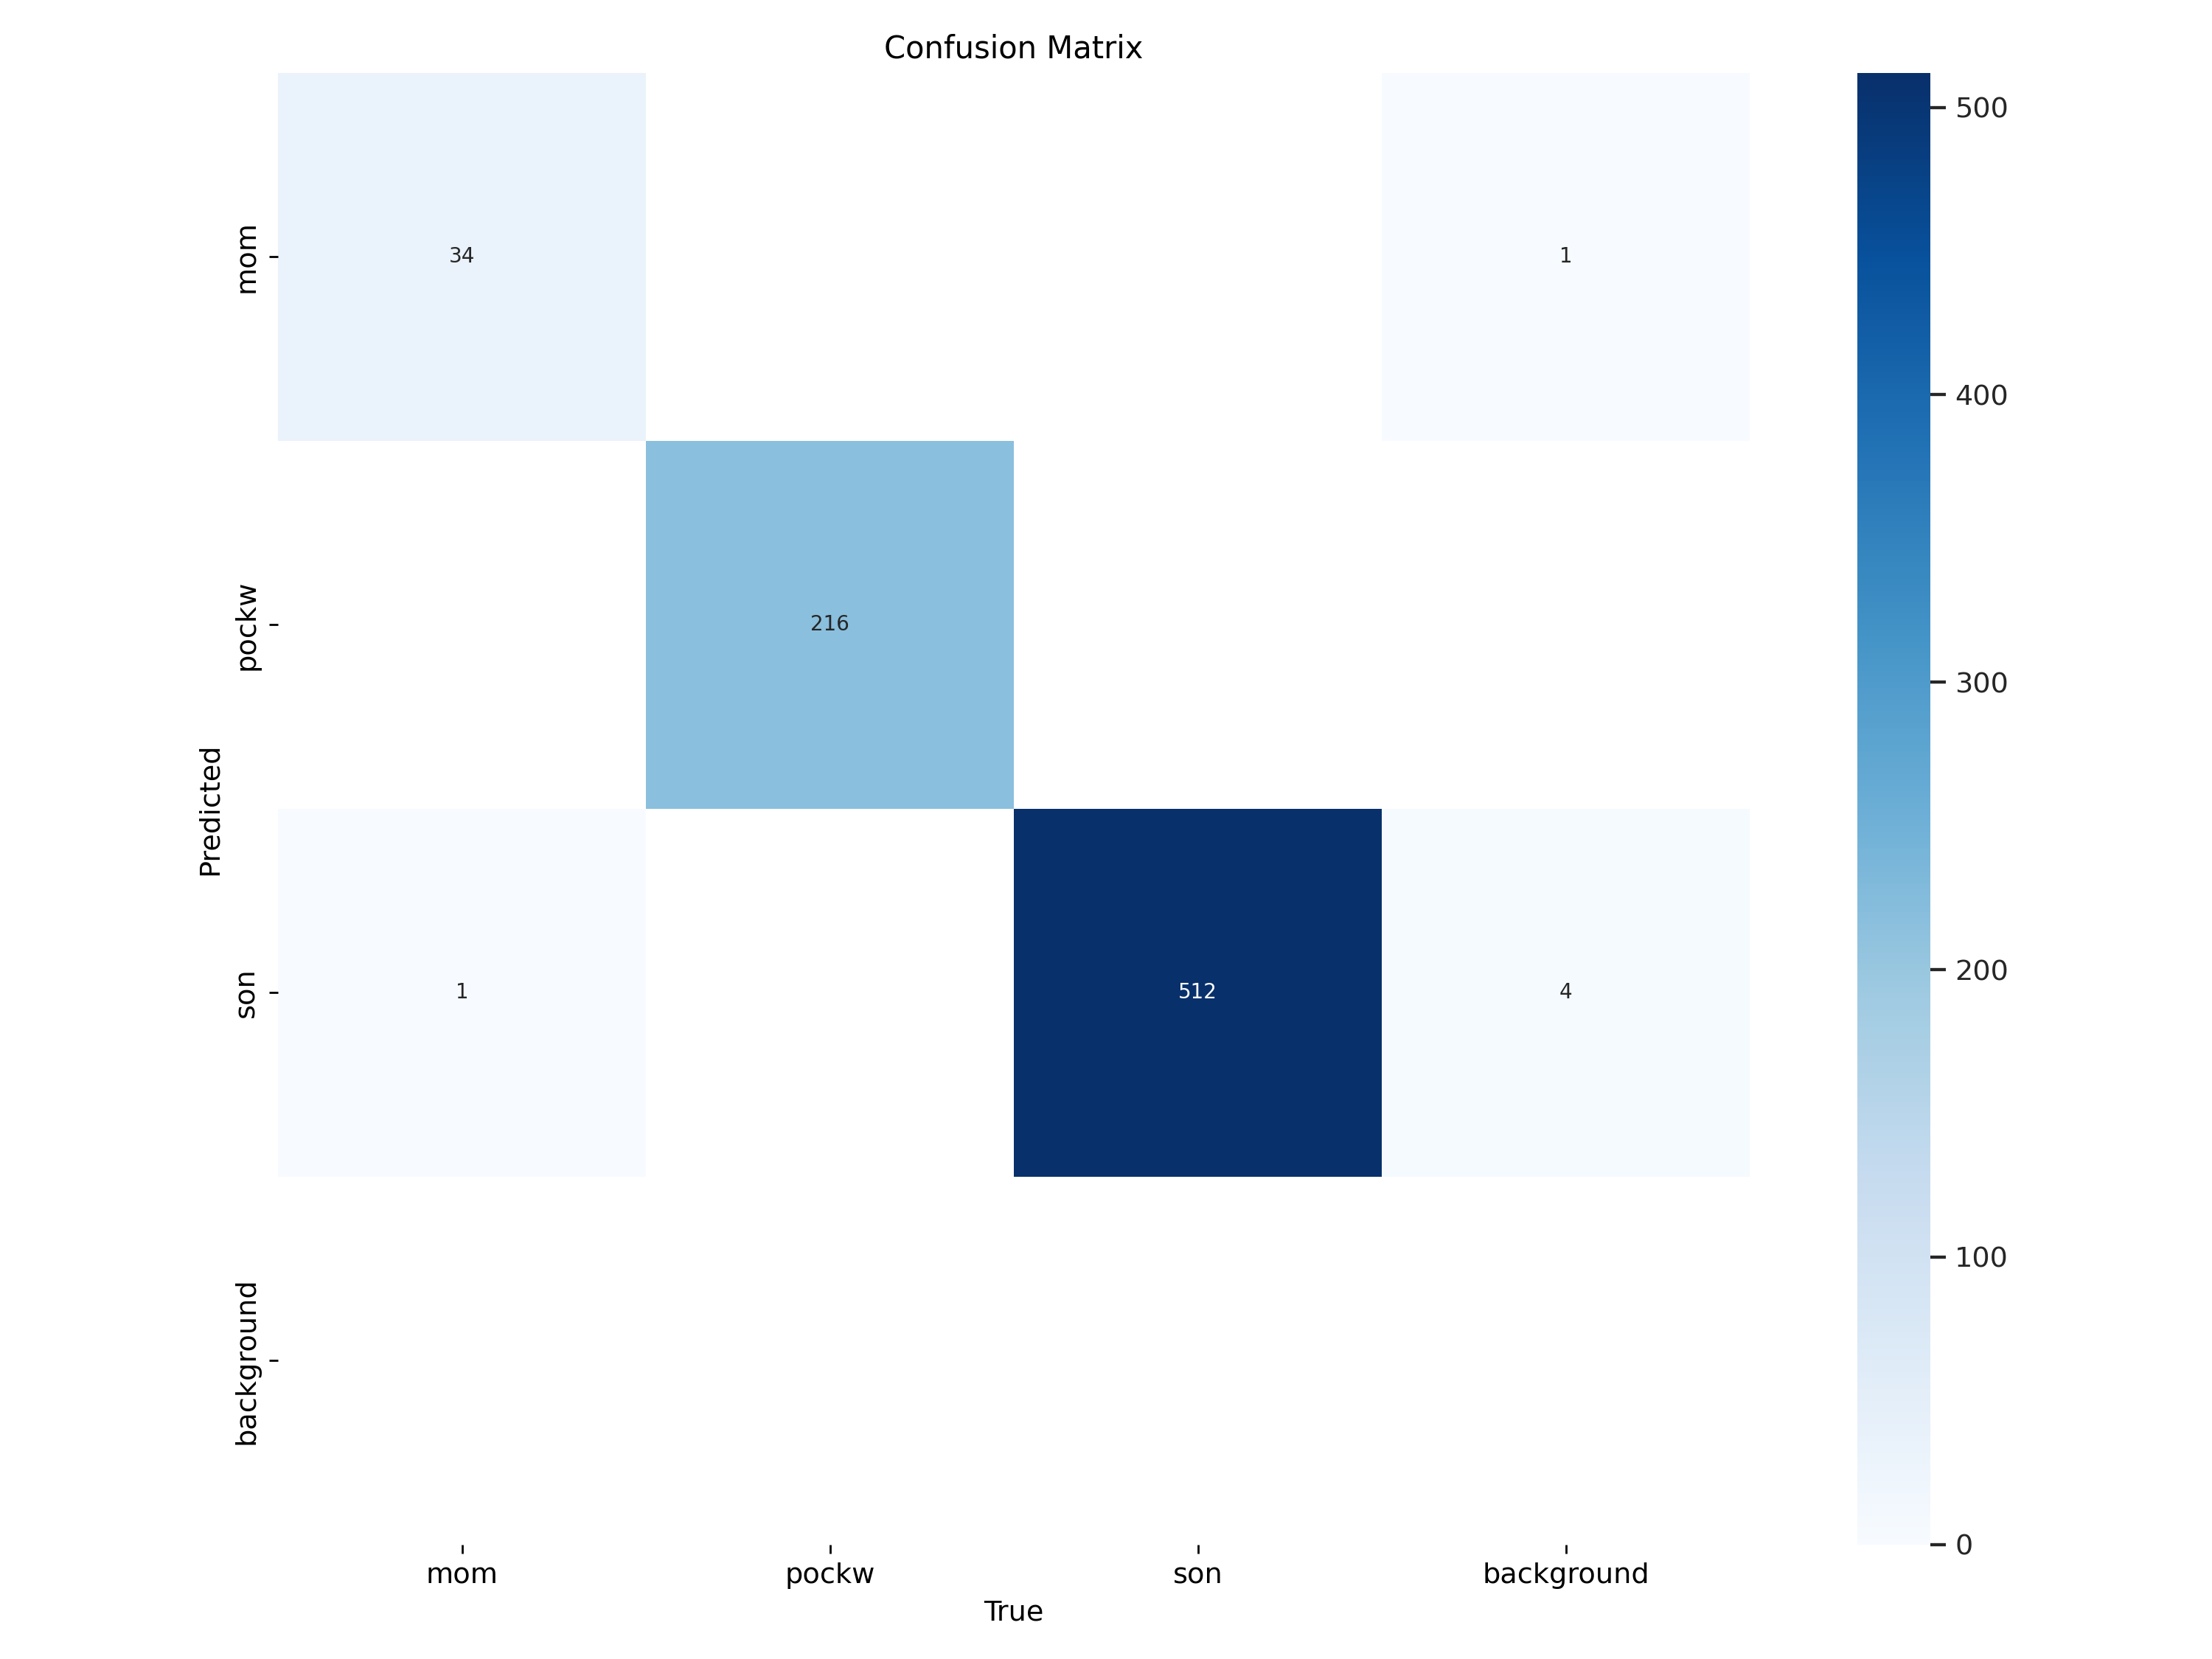 Confusion Matrix
mom
34
1
500
400
pockw
216
300
Predicted
son
1
512
4
200
100
background
0
mom
pockw
son
background
True